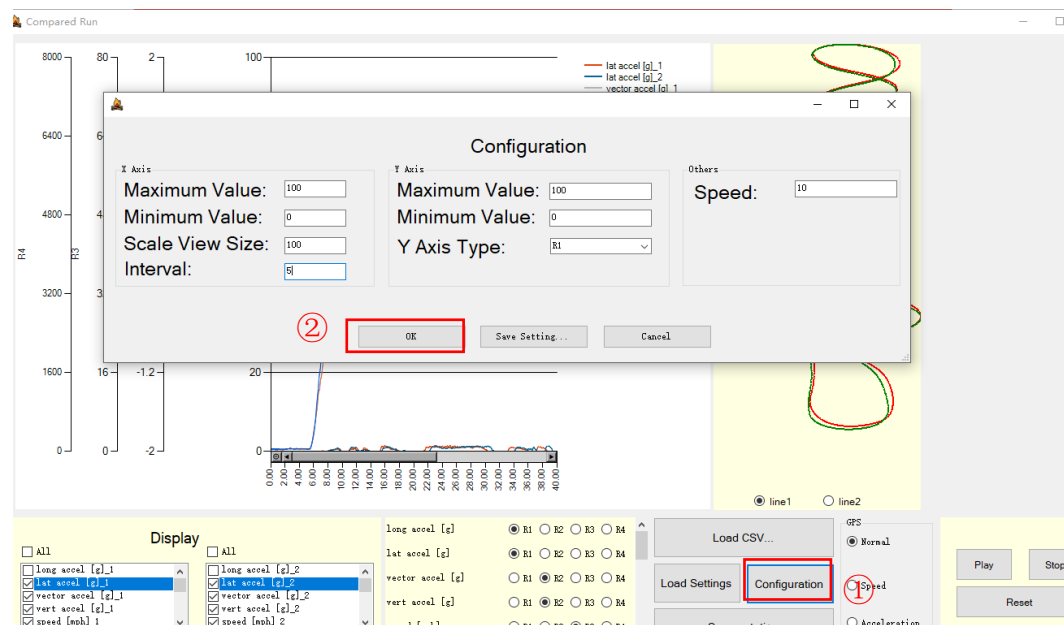 Compared Run
8000
80
2
100
lat accel [g]_1
lat accel [g]_2
vector accel [g]_1
6400
6
Configuration
X Axis
Maximum Value: 100
Minimum Value: 0
Scale View Size: 100
Interval: 5
Y Axis
Maximum Value: 100
Minimum Value: 0
Y Axis Type: R1
Others
Speed: 10
4800
4
R4
R3
3200
3
② OK Save Setting... Cancel
1600
16
-1.2
20
0
0
-2
0
0.00 2.00 4.00 6.00 8.00 10.00 12.00 14.00 16.00 18.00 20.00 22.00 24.00 26.00 28.00 30.00 32.00 34.00 36.00 38.00 40.00
line1 line2
Display
All
long accel [g]_1
lat accel [g]_1
vector accel [g]_1
vert accel [g]_1
speed [mph] 1
All
long accel [g]_2
lat accel [g]_2
vector accel [g]_2
vert accel [g]_2
speed [mph] 2
long accel [g] R1 R2 R3 R4
lat accel [g] R1 R2 R3 R4
vector accel [g] R1 R2 R3 R4
vert accel [g] R1 R2 R3 R4
Load CSV...
Load Settings
Configuration
①
GPS
Normal
Speed
Acceleration
Play
Stop
Reset